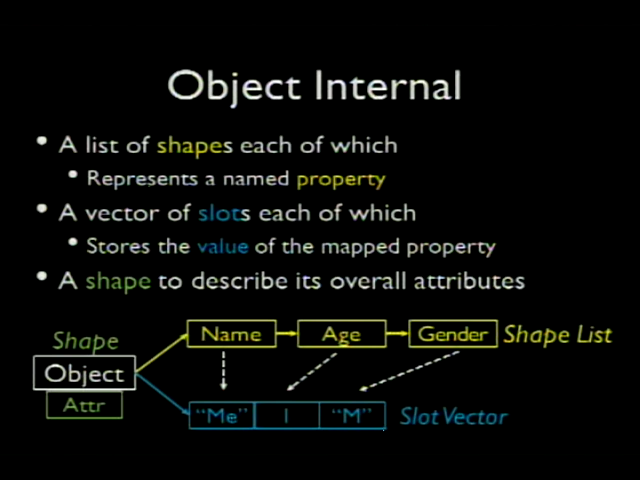 Object Internal
• A list of shapes each of which
• Represents a named property
• A vector of slots each of which
• Stores the value of the mapped property
• A shape to describe its overall attributes
Shape
Name Age Gender Shape List
Object
Attr
"Me" 1 "M" Slot Vector